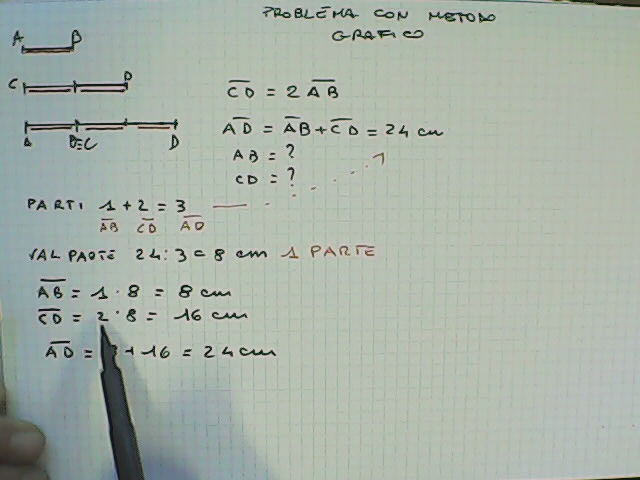 PROBLEMA CON METODO
GRAFICO
A B
C D
A B≡C D
CD = 2 AB
AD = AB + CD = 24 cm
AB = ?
CD = ?
PARTI 1 + 2 = 3
AB CD AD
VAL PARTE 24 : 3 = 8 cm 1 PARTE
AB = 1 · 8 = 8 cm
CD = 2 · 8 = 16 cm
AD = + 16 = 24 cm